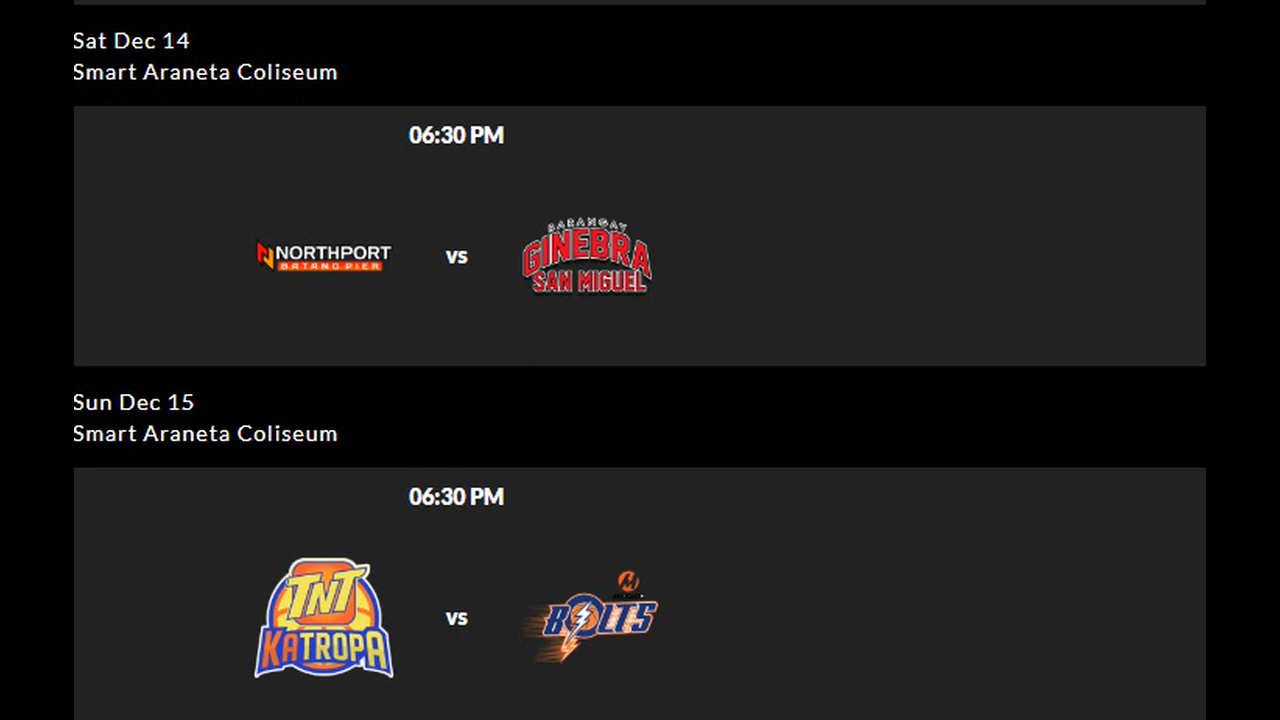 Sat Dec 14
Smart Araneta Coliseum
06:30 PM
NORTHPORT
BATANG PIER
vs
BARANGAY
GINEBRA
SAN MIGUEL
Sun Dec 15
Smart Araneta Coliseum
06:30 PM
TNT
KATROPA
vs
BOLTS